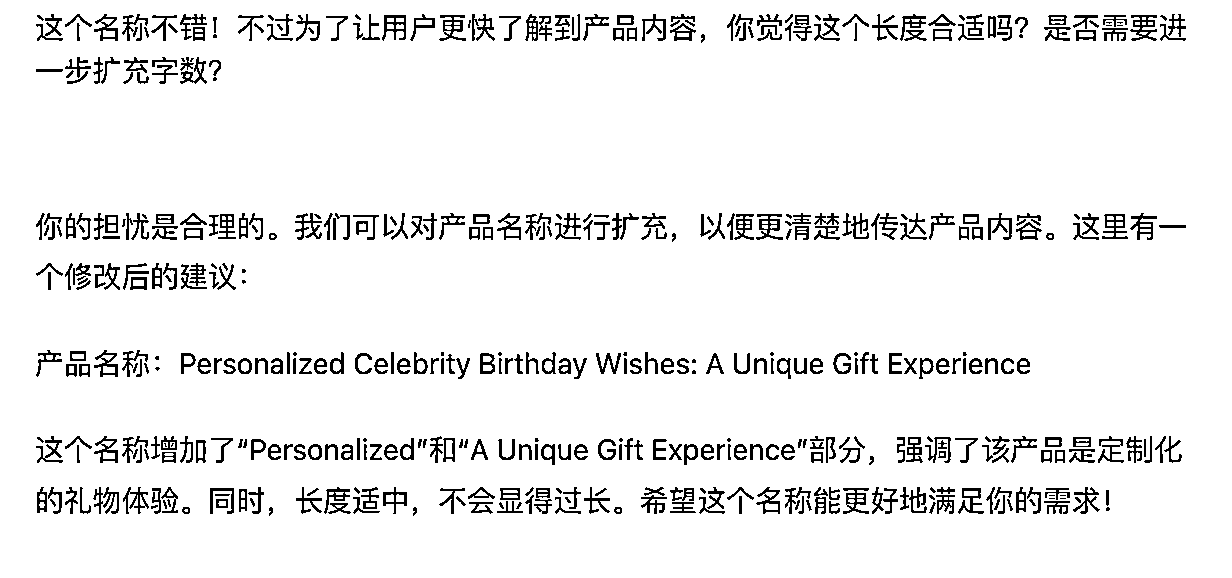 这个名称不错！不过为了让用户更快了解到产品内容，你觉得这个长度合适吗？是否需要进
一步扩充字数？
你的担忧是合理的。我们可以对产品名称进行扩充，以便更清楚地传达产品内容。这里有一
个修改后的建议：
产品名称：Personalized Celebrity Birthday Wishes: A Unique Gift Experience
这个名称增加了“Personalized”和“A Unique Gift Experience”部分，强调了该产品是定制化
的礼物体验。同时，长度适中，不会显得过长。希望这个名称能更好地满足你的需求！